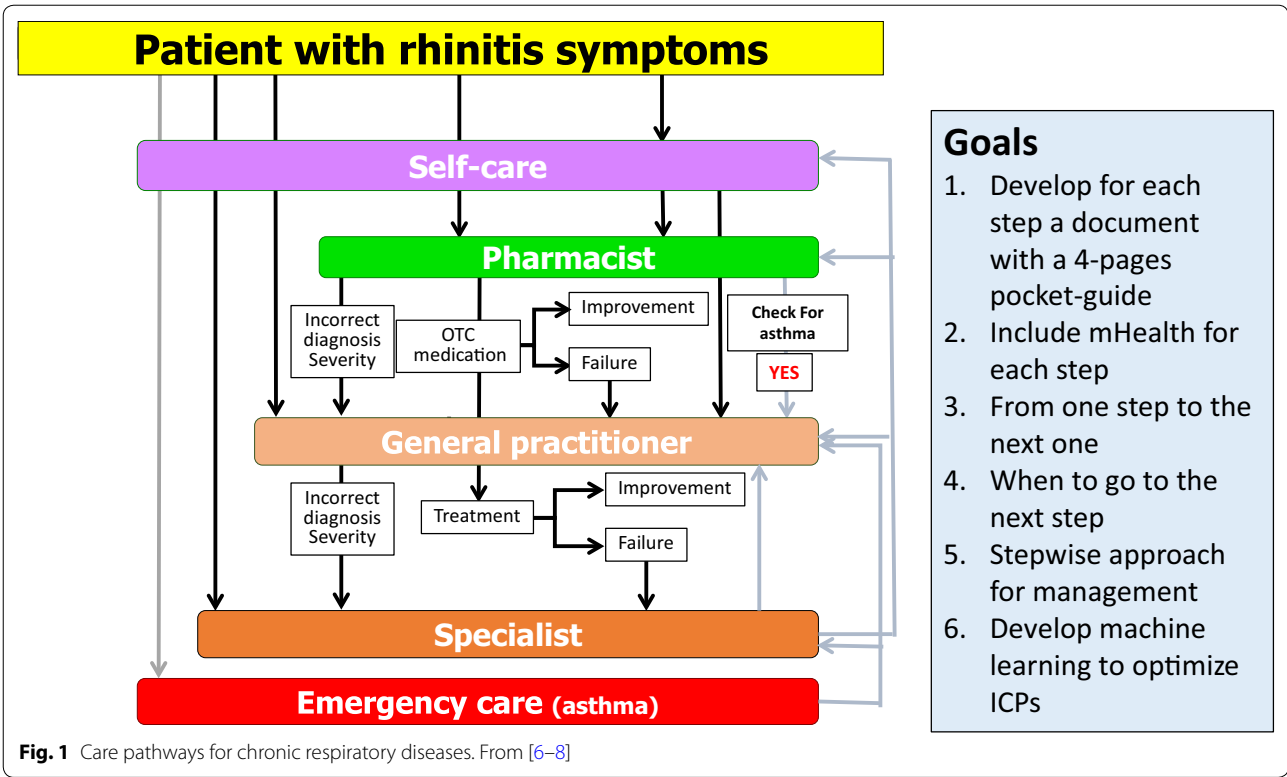 Patient with rhinitis symptoms
Self-care
Pharmacist
Incorrect
diagnosis
Severity
OTC
medication
Improvement
Failure
Check For
asthma
YES
General practitioner
Incorrect
diagnosis
Severity
Treatment
Improvement
Failure
Specialist
Emergency care (asthma)
Goals
1. Develop for each
step a document
with a 4-pages
pocket-guide
2. Include mHealth for
each step
3. From one step to the
next one
4. When to go to the
next step
5. Stepwise approach
for management
6. Develop machine
learning to optimize
ICPs
Fig. 1 Care pathways for chronic respiratory diseases. From [6–8]